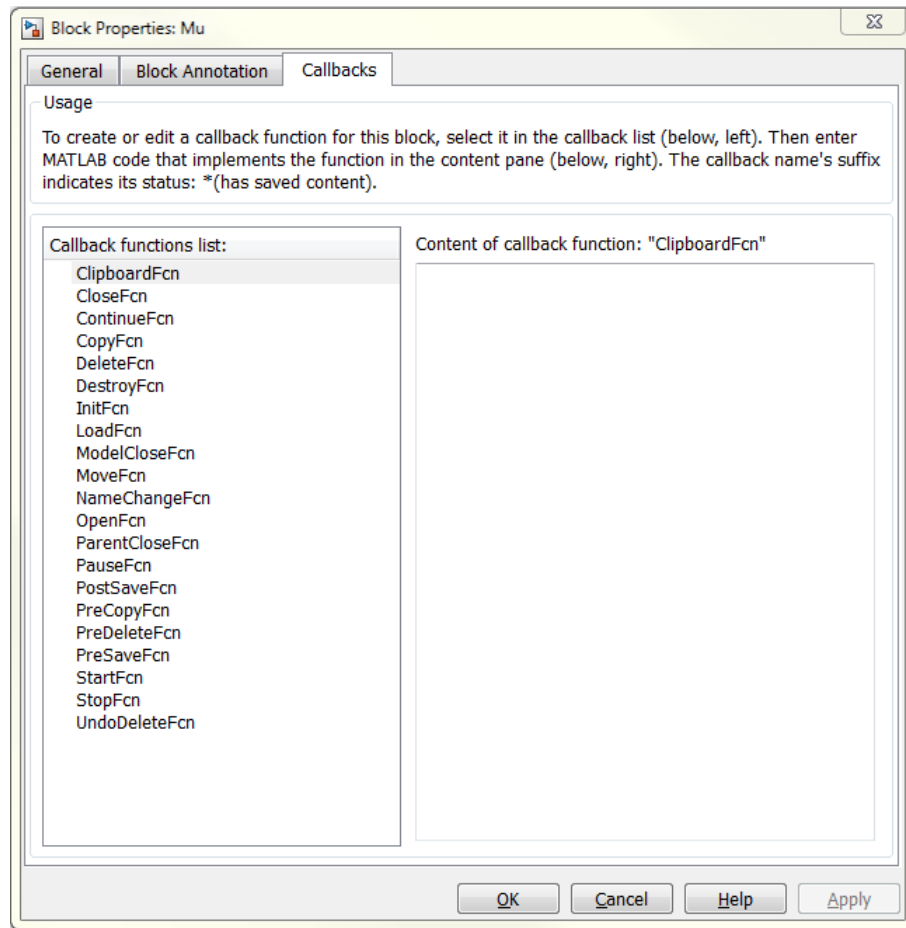 Block Properties: Mu
General Block Annotation Callbacks
Usage
To create or edit a callback function for this block, select it in the callback list (below, left). Then enter
MATLAB code that implements the function in the content pane (below, right). The callback name's suffix
indicates its status: *(has saved content).
Callback functions list:
ClipboardFcn
CloseFcn
ContinueFcn
CopyFcn
DeleteFcn
DestroyFcn
InitFcn
LoadFcn
ModelCloseFcn
MoveFcn
NameChangeFcn
OpenFcn
ParentCloseFcn
PauseFcn
PostSaveFcn
PreCopyFcn
PreDeleteFcn
PreSaveFcn
StartFcn
StopFcn
UndoDeleteFcn
Content of callback function: "ClipboardFcn"
OK Cancel Help Apply